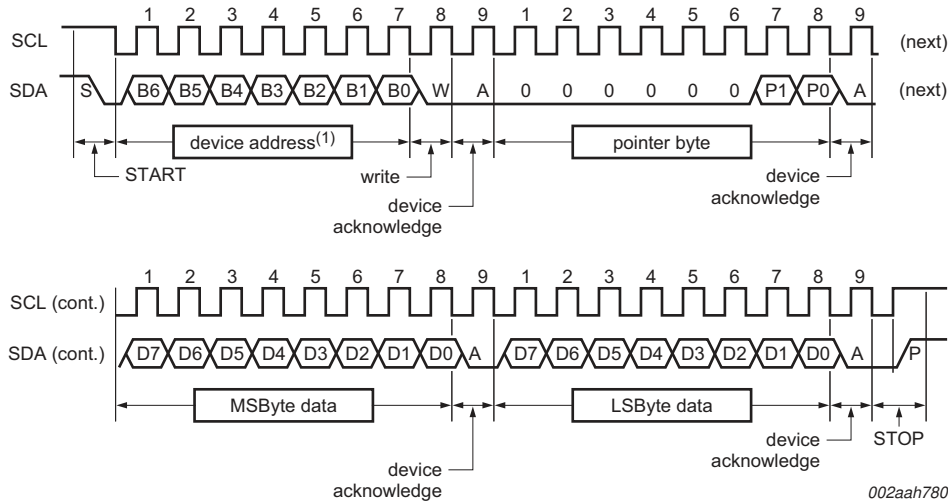 1 2 3 4 5 6 7 8 9 1 2 3 4 5 6 7 8 9
SCL (next)
SDA S B6 B5 B4 B3 B2 B1 B0 W A 0 0 0 0 0 0 P1 P0 A (next)
device address(1) pointer byte
START write device
device acknowledge
acknowledge
1 2 3 4 5 6 7 8 9 1 2 3 4 5 6 7 8 9
SCL (cont.)
SDA (cont.) D7 D6 D5 D4 D3 D2 D1 D0 A D7 D6 D5 D4 D3 D2 D1 D0 A P
MSByte data LSByte data
device STOP
device acknowledge
acknowledge 002aah780